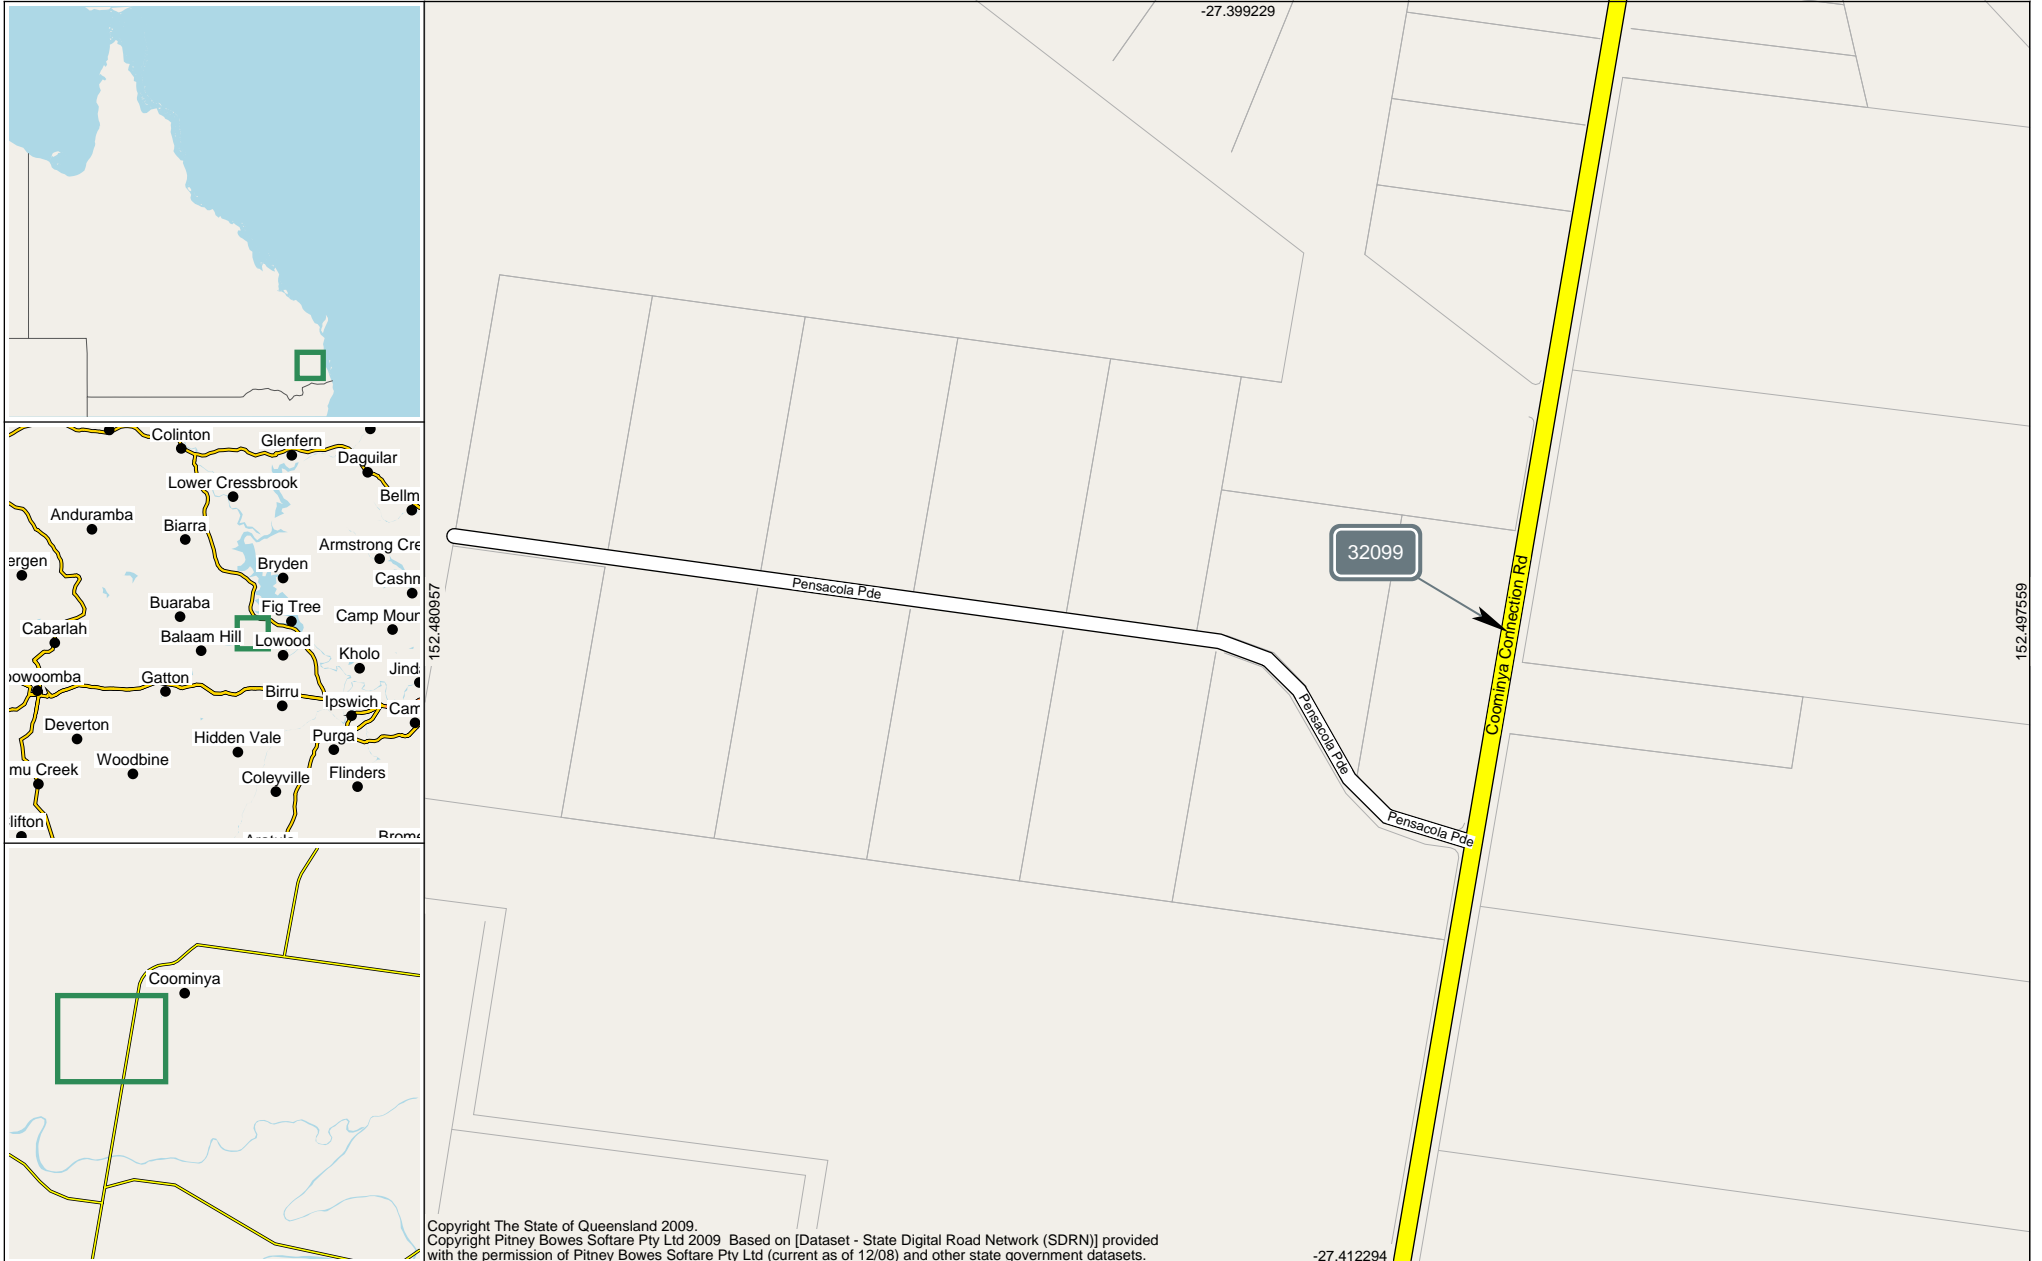 Colinton
Glenfern
Daguilar
Lower Cressbrook
Bellm
Anduramba
Biarra
Armstrong Cre
ergen
Bryden
Cashm
Buaraba
Fig Tree
Camp Moun
Cabarlah
Balaam Hill
Lowood
Kholo
Jind
oowoomba
Gatton
Birru
Ipswich
Cam
Deverton
Hidden Vale
Purga
mu Creek
Woodbine
Coleyville
Flinders
lifton
Brome
Coominya
-27.399229
152.480957
Pensacola Pde
32099
Coominya Connection Rd
152.497559
Pensacola Pde
Pensacola Pde
Copyright The State of Queensland 2009.
Copyright Pitney Bowes Softare Pty Ltd 2009 Based on [Dataset - State Digital Road Network (SDRN)] provided
with the permission of Pitney Bowes Softare Pty Ltd (current as of 12/08) and other state government datasets.
-27.412294